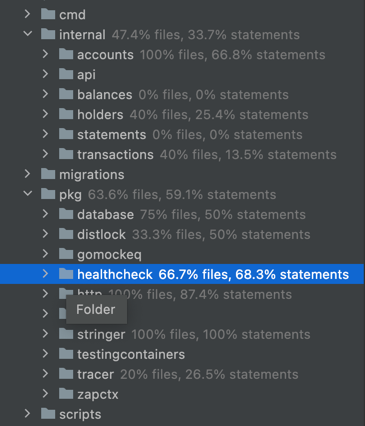 cmd
internal 47.4% files, 33.7% statements
accounts 100% files, 66.8% statements
api
balances 0% files, 0% statements
holders 40% files, 25.4% statements
statements 0% files, 0% statements
transactions 40% files, 13.5% statements
migrations
pkg 63.6% files, 59.1% statements
database 75% files, 50% statements
distlock 33.3% files, 50% statements
gomockeq
healthcheck 66.7% files, 68.3% statements
http 100% files, 87.4% statements
Folder
stringer 100% files, 100% statements
testingcontainers
tracer 20% files, 26.5% statements
zapctx
scripts